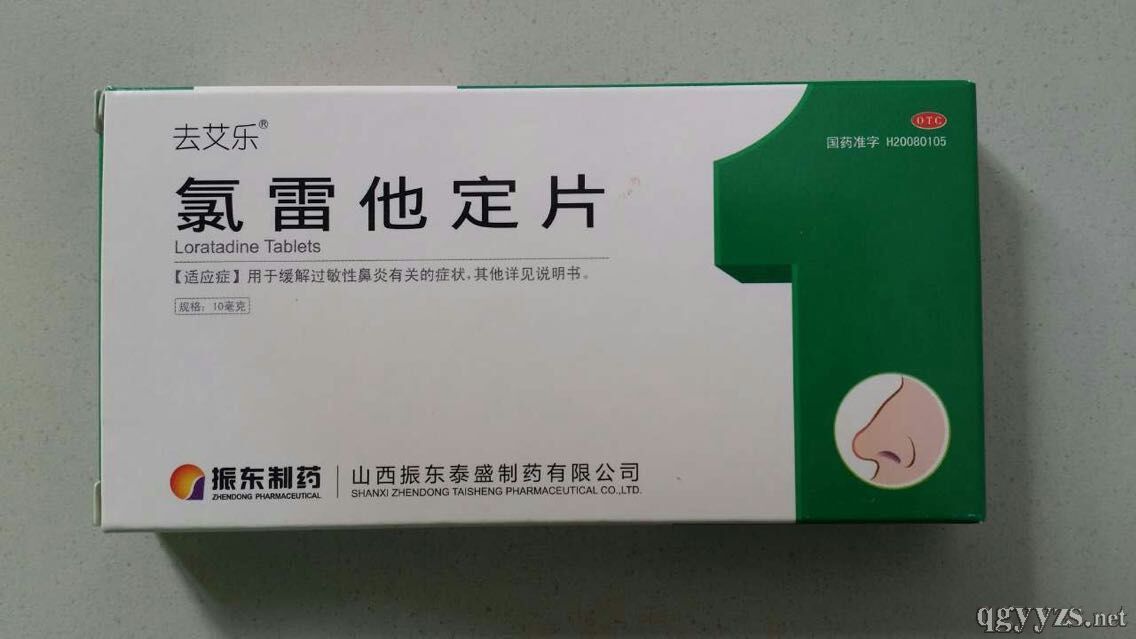 去艾乐®
氯雷他定片
Loratadine Tablets
【适应症】用于缓解过敏性鼻炎有关的症状,其他详见说明书。
规格：10毫克
OTC
国药准字 H20080105
振东制药
ZHENDONG PHARMACEUTICAL
山西振东泰盛制药有限公司
SHANXI ZHENDONG TAISHENG PHARMACEUTICAL CO.,LTD.
1
qgyyzs.net